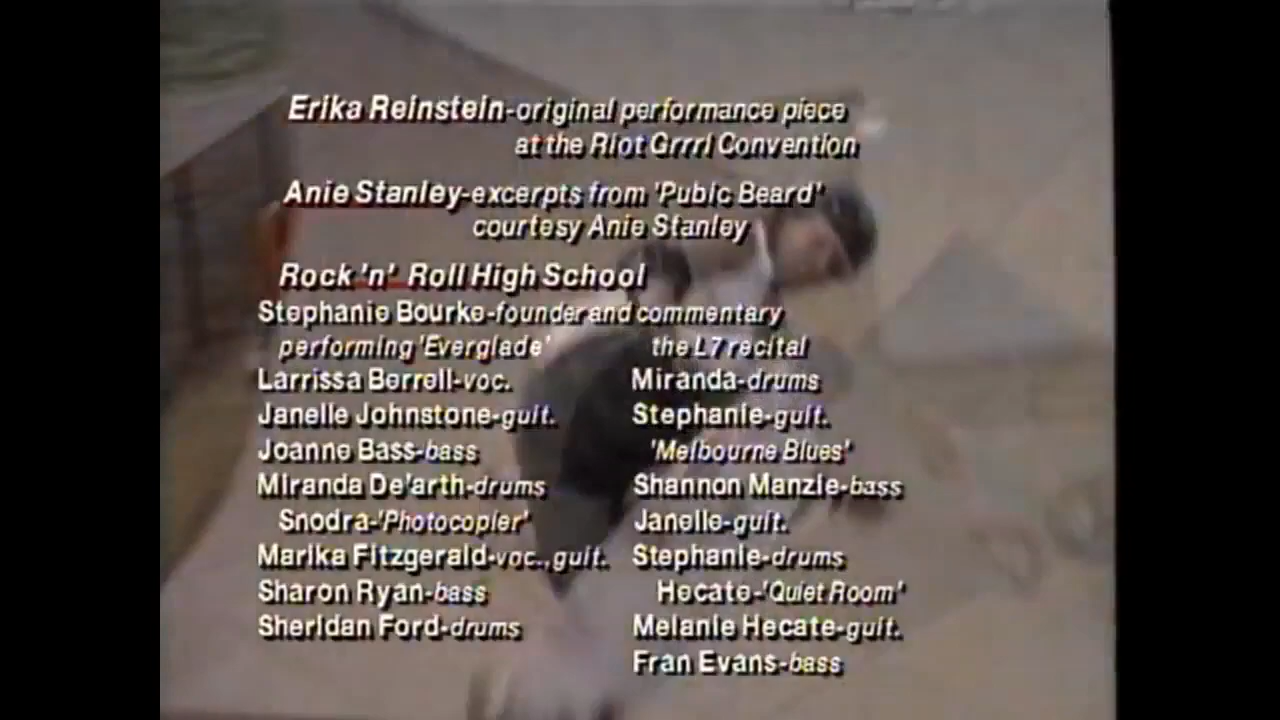 Erika Reinstein-original performance piece
at the Riot Grrrl Convention
Anie Stanley-excerpts from 'Pubic Beard'
courtesy Anie Stanley
Rock 'n' Roll High School
Stephanie Bourke-founder and commentary
performing 'Everglade'
Larrissa Berrell-voc.
Janelle Johnstone-guit.
Joanne Bass-bass
Miranda De'arth-drums
Snodra-'Photocopier'
Marika Fitzgerald-voc., guit.
Sharon Ryan-bass
Sheridan Ford-drums
the L7 recital
Miranda-drums
Stephanie-guit.
'Melbourne Blues'
Shannon Manzie-bass
Janelle-guit.
Stephanie-drums
Hecate-'Quiet Room'
Melanie Hecate-guit.
Fran Evans-bass